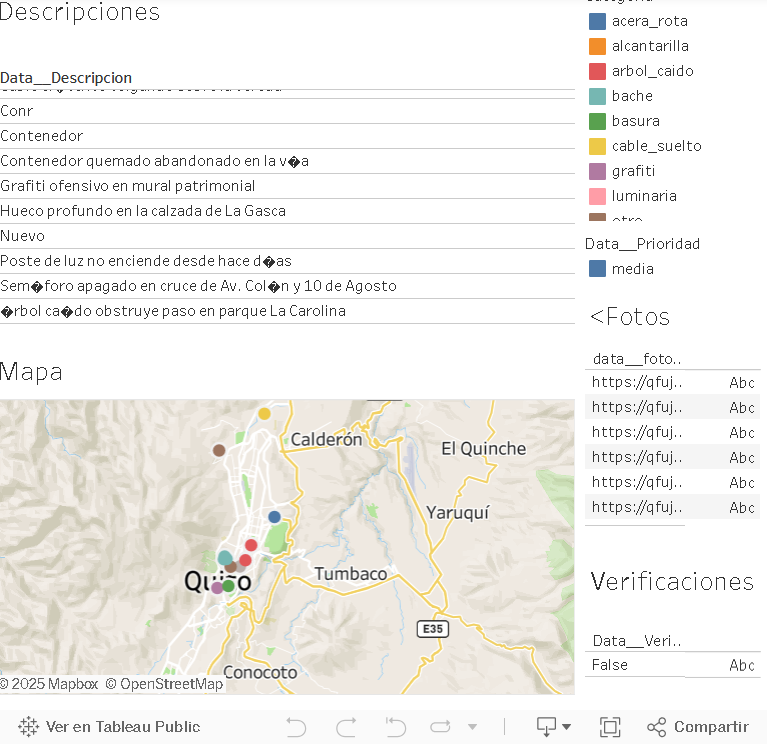 Descripciones
Data__Descripcion
Conr
Contenedor
Contenedor quemado abandonado en la v�a
Grafiti ofensivo en mural patrimonial
Hueco profundo en la calzada de La Gasca
Nuevo
Poste de luz no enciende desde hace d�as
Sem�foro apagado en cruce de Av. Col�n y 10 de Agosto
�rbol ca�do obstruye paso en parque La Carolina
Mapa
Calderón
El Quinche
Yaruquí
Quito
Tumbaco
E35
Conocoto
© 2025 Mapbox © OpenStreetMap
acera_rota
alcantarilla
arbol_caido
bache
basura
cable_suelto
grafiti
luminaria
otro
Data__Prioridad
media
<Fotos
data__foto..
https://qfuj.. Abc
https://qfuj.. Abc
https://qfuj.. Abc
https://qfuj.. Abc
https://qfuj.. Abc
https://qfuj.. Abc
Verificaciones
Data__Veri..
False Abc
Ver en Tableau Public
Compartir